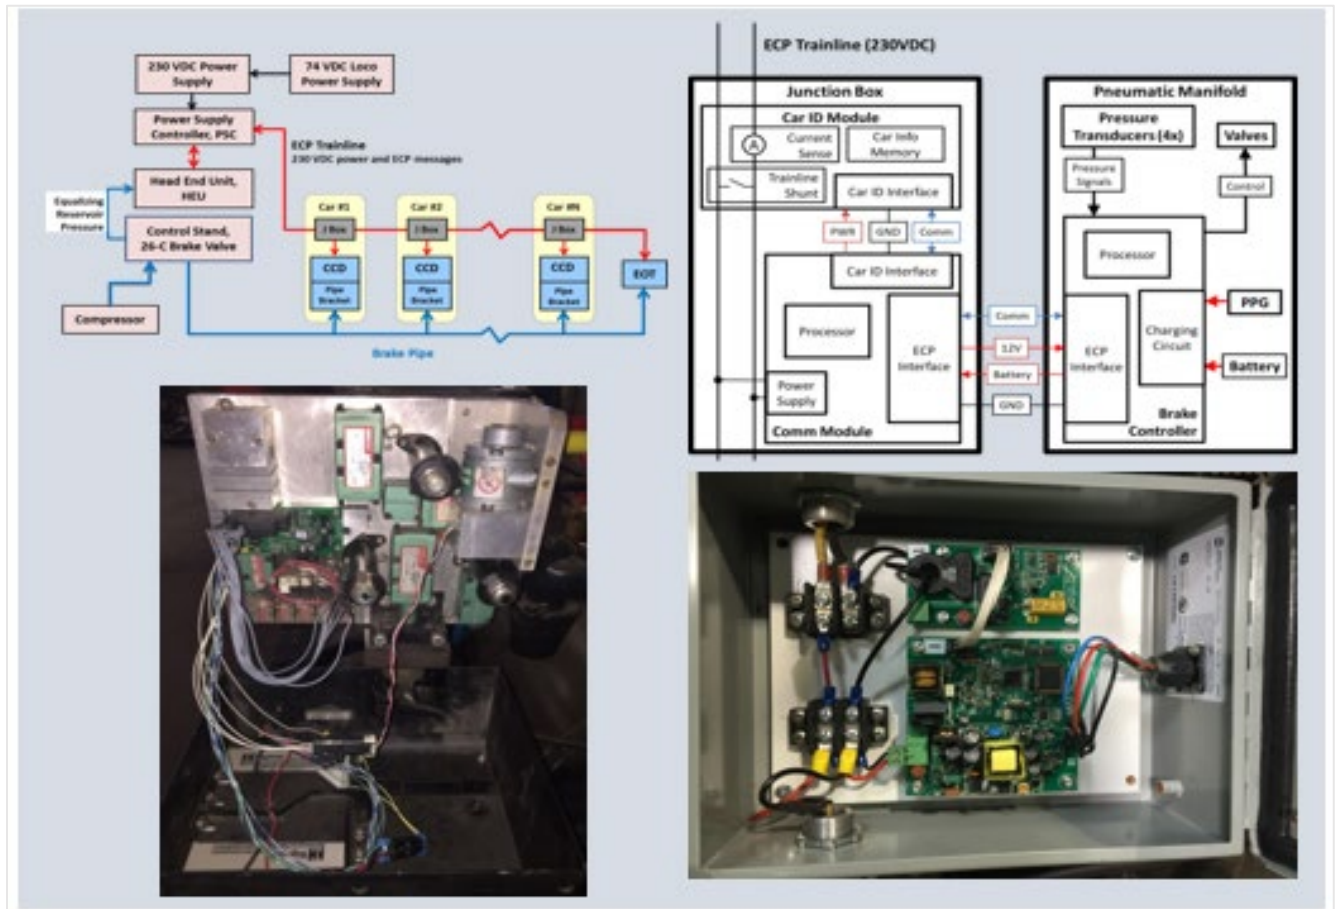 230 VDC Power
Supply
74 VDC Loco
Power Supply
Power Supply
Controller, PSC
ECP Trainline
230 VDC power and ECP messages
Head End Unit,
HEU
Equalizing
Reservoir
Pressure
Control Stand,
26-C Brake Valve
Compressor
Car #1
J Box
CCD
Pipe
Bracket
Car #2
J Box
CCD
Pipe
Bracket
Car #N
J Box
CCD
Pipe
Bracket
EOT
Brake Pipe
ECP Trainline (230VDC)
Junction Box
Car ID Module
A
Current
Sense
Car Info
Memory
Trainline
Shunt
Car ID Interface
PWR
GND
Comm
Car ID Interface
Processor
ECP
Interface
Power
Supply
Comm Module
Comm
12V
Battery
GND
Pneumatic Manifold
Pressure
Transducers (4x)
Valves
Pressure
Signals
Control
Processor
ECP
Interface
Charging
Circuit
PPG
Battery
Brake
Controller